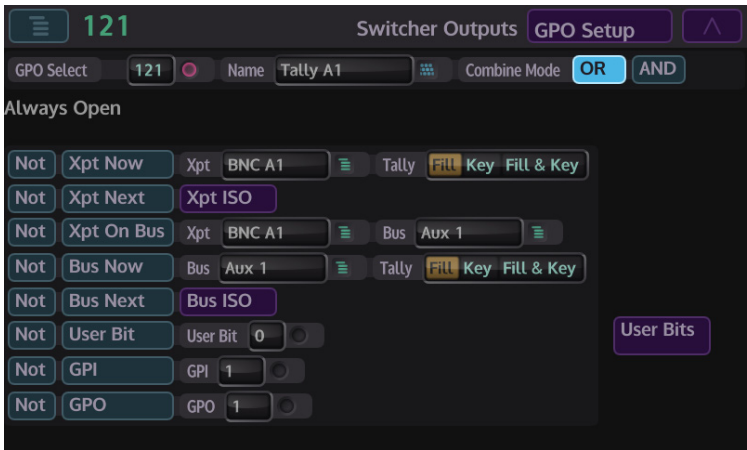 121 Switcher Outputs GPO Setup
GPO Select 121 Name Tally A1 Combine Mode OR AND
Always Open
Not Xpt Now Xpt BNC A1 Tally Fill Key Fill & Key
Not Xpt Next Xpt ISO
Not Xpt On Bus Xpt BNC A1 Bus Aux 1
Not Bus Now Bus Aux 1 Tally Fill Key Fill & Key
Not Bus Next Bus ISO
Not User Bit User Bit 0 User Bits
Not GPI GPI 1
Not GPO GPO 1